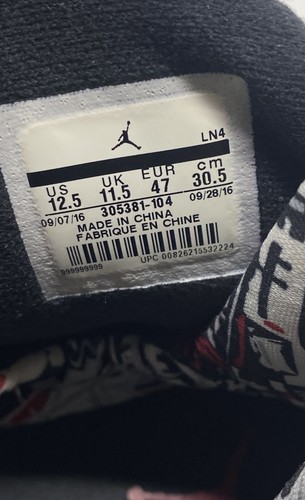 LN4
US UK EUR cm
12.5 11.5 47 30.5
09/07/16 305381-104 09/28/16
MADE IN CHINA
FABRIQUE EN CHINE
999999999 UPC 00826215532224